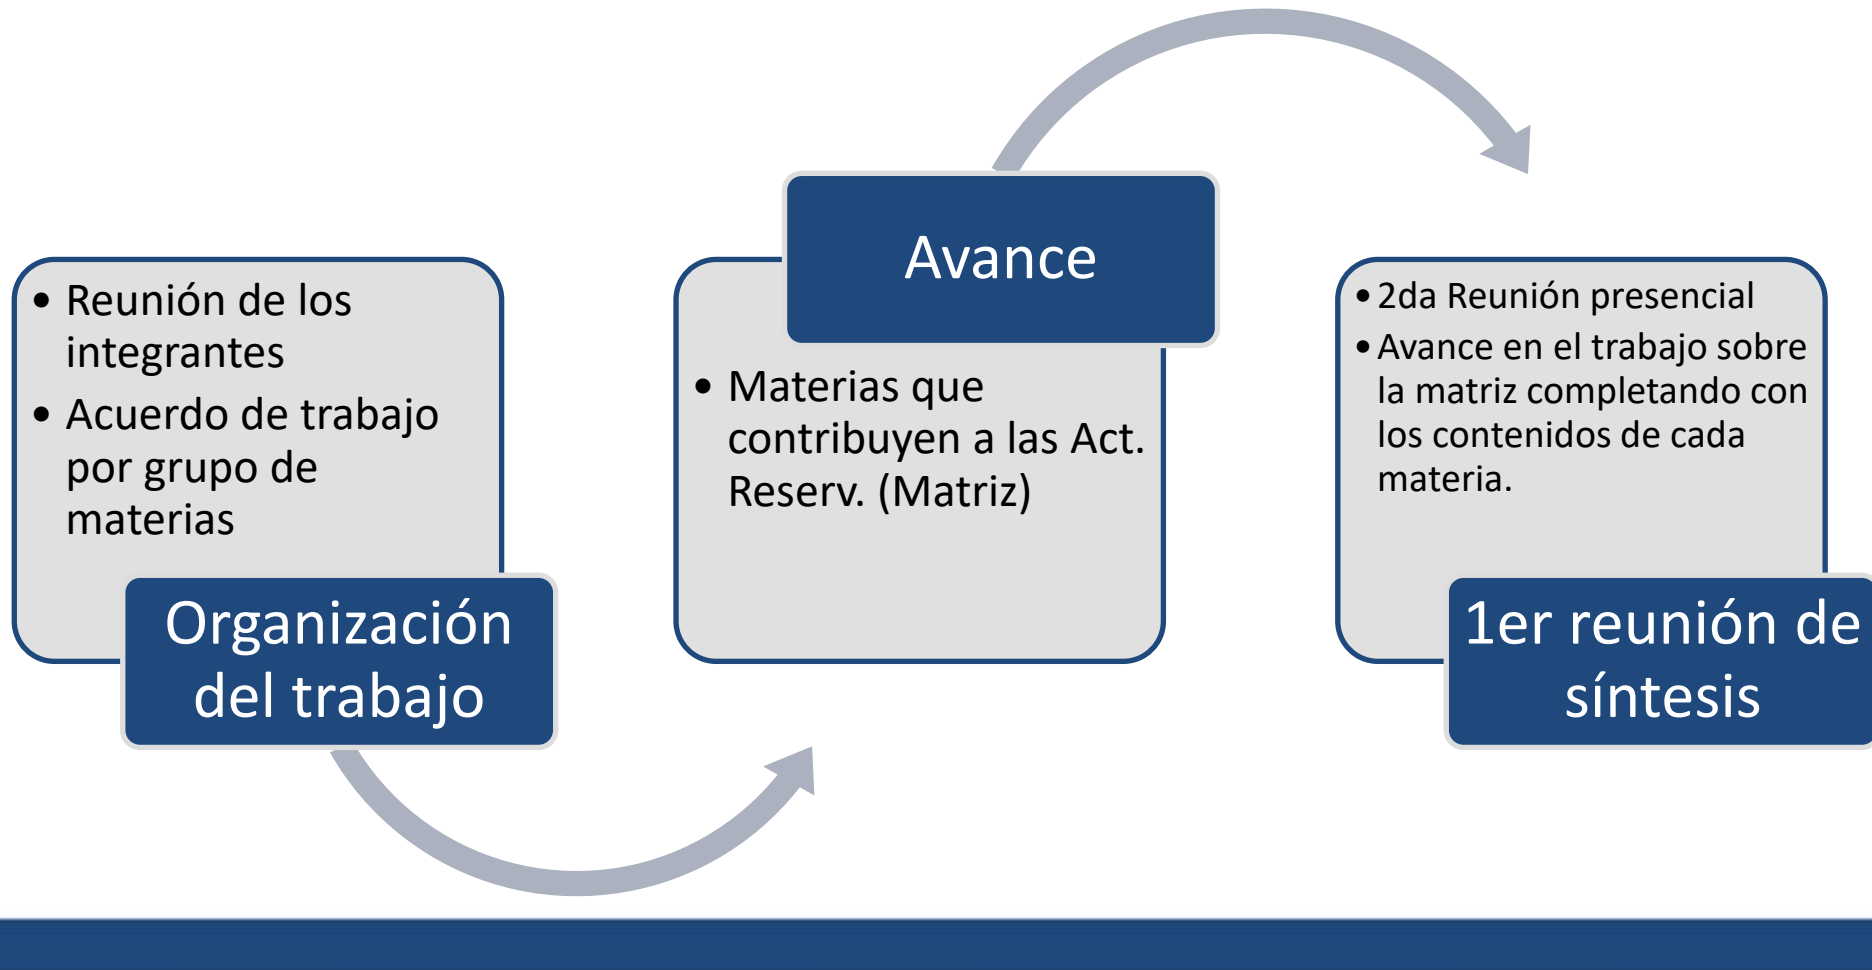 • Reunión de los
integrantes
• Acuerdo de trabajo
por grupo de
materias
Organización
del trabajo
Avance
• Materias que
contribuyen a las Act.
Reserv. (Matriz)
• 2da Reunión presencial
• Avance en el trabajo sobre
la matriz completando con
los contenidos de cada
materia.
1er reunión de
síntesis